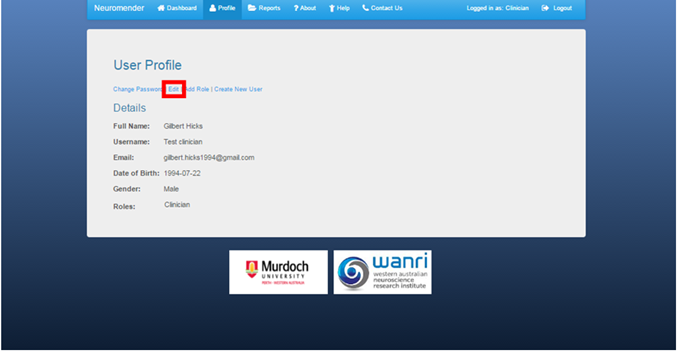 Neuromender Dashboard Profile Reports ? About Help Contact Us Logged in as: Clinician Logout
User Profile
Change Password | Edit | Add Role | Create New User
Details
Full Name: Gilbert Hicks
Username: Test clinician
Email: gilbert.hicks1994@gmail.com
Date of Birth: 1994-07-22
Gender: Male
Roles: Clinician
Murdoch
UNIVERSITY
PERTH - WESTERN AUSTRALIA
wanri
western australian
neuroscience
research institute